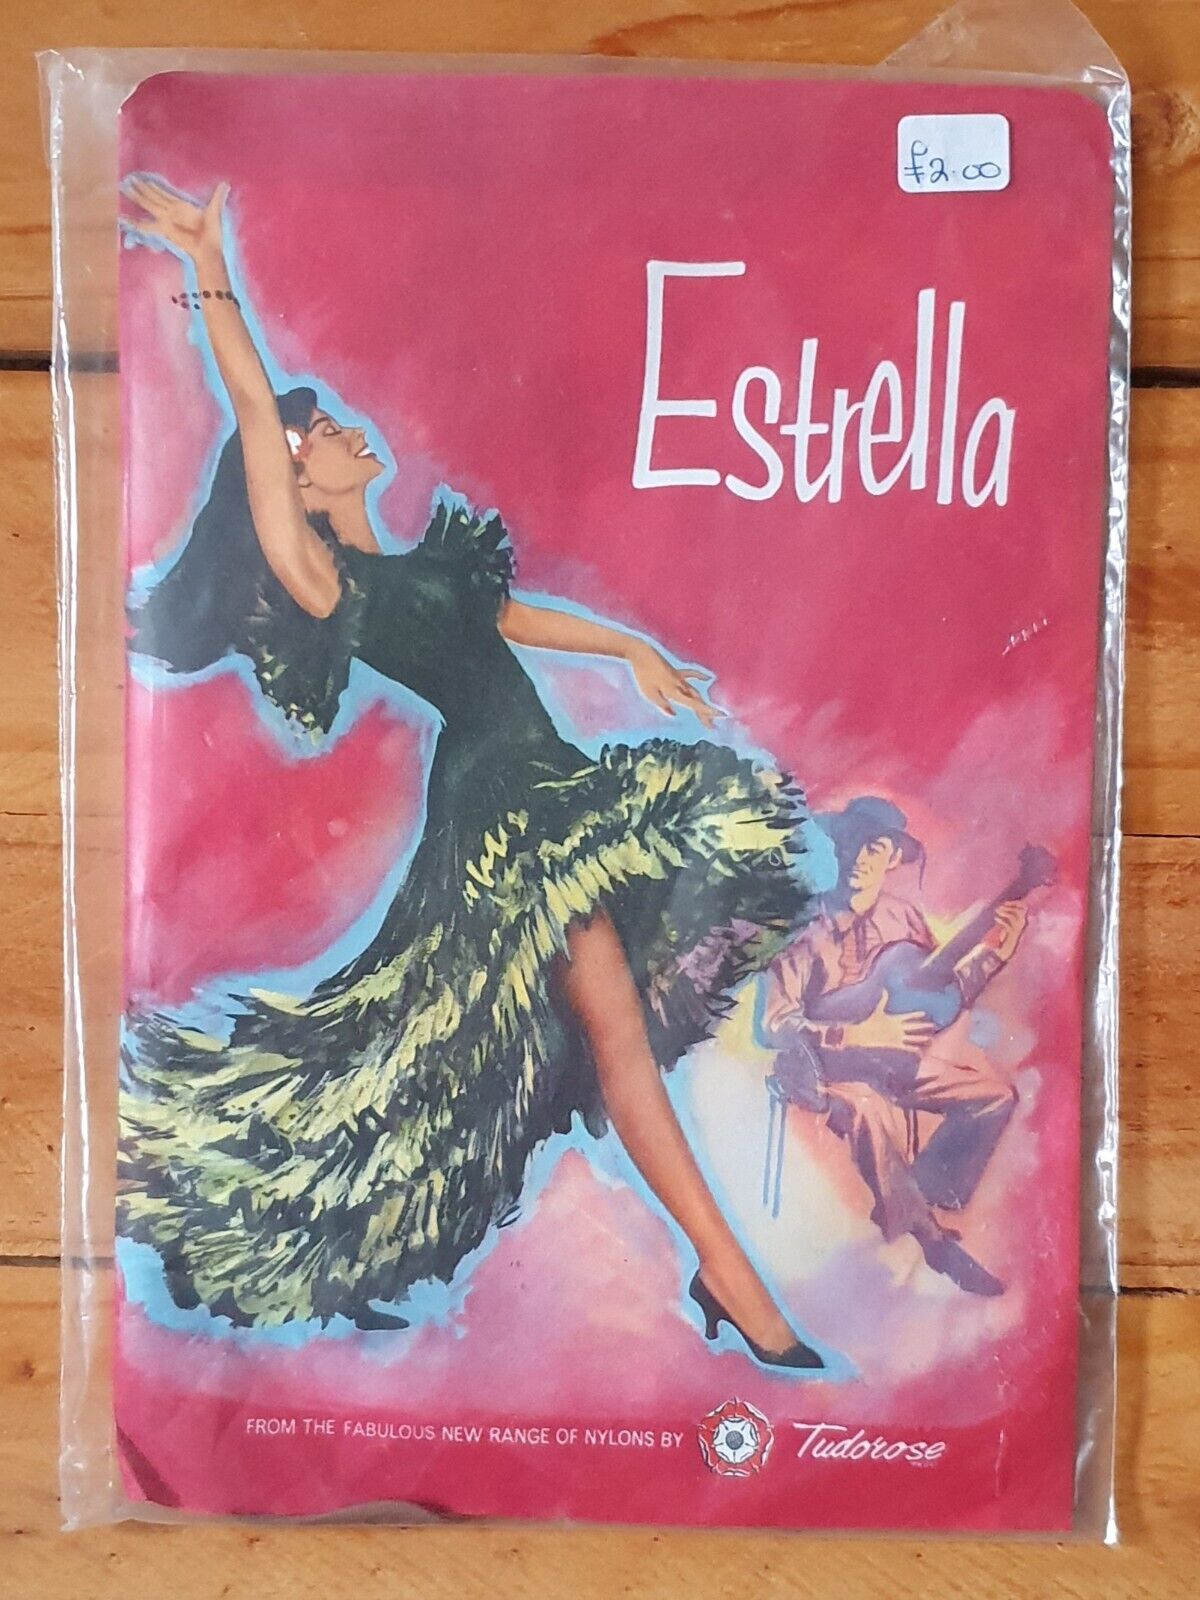 £2.00
Estrella
FROM THE FABULOUS NEW RANGE OF NYLONS BY Tudorose